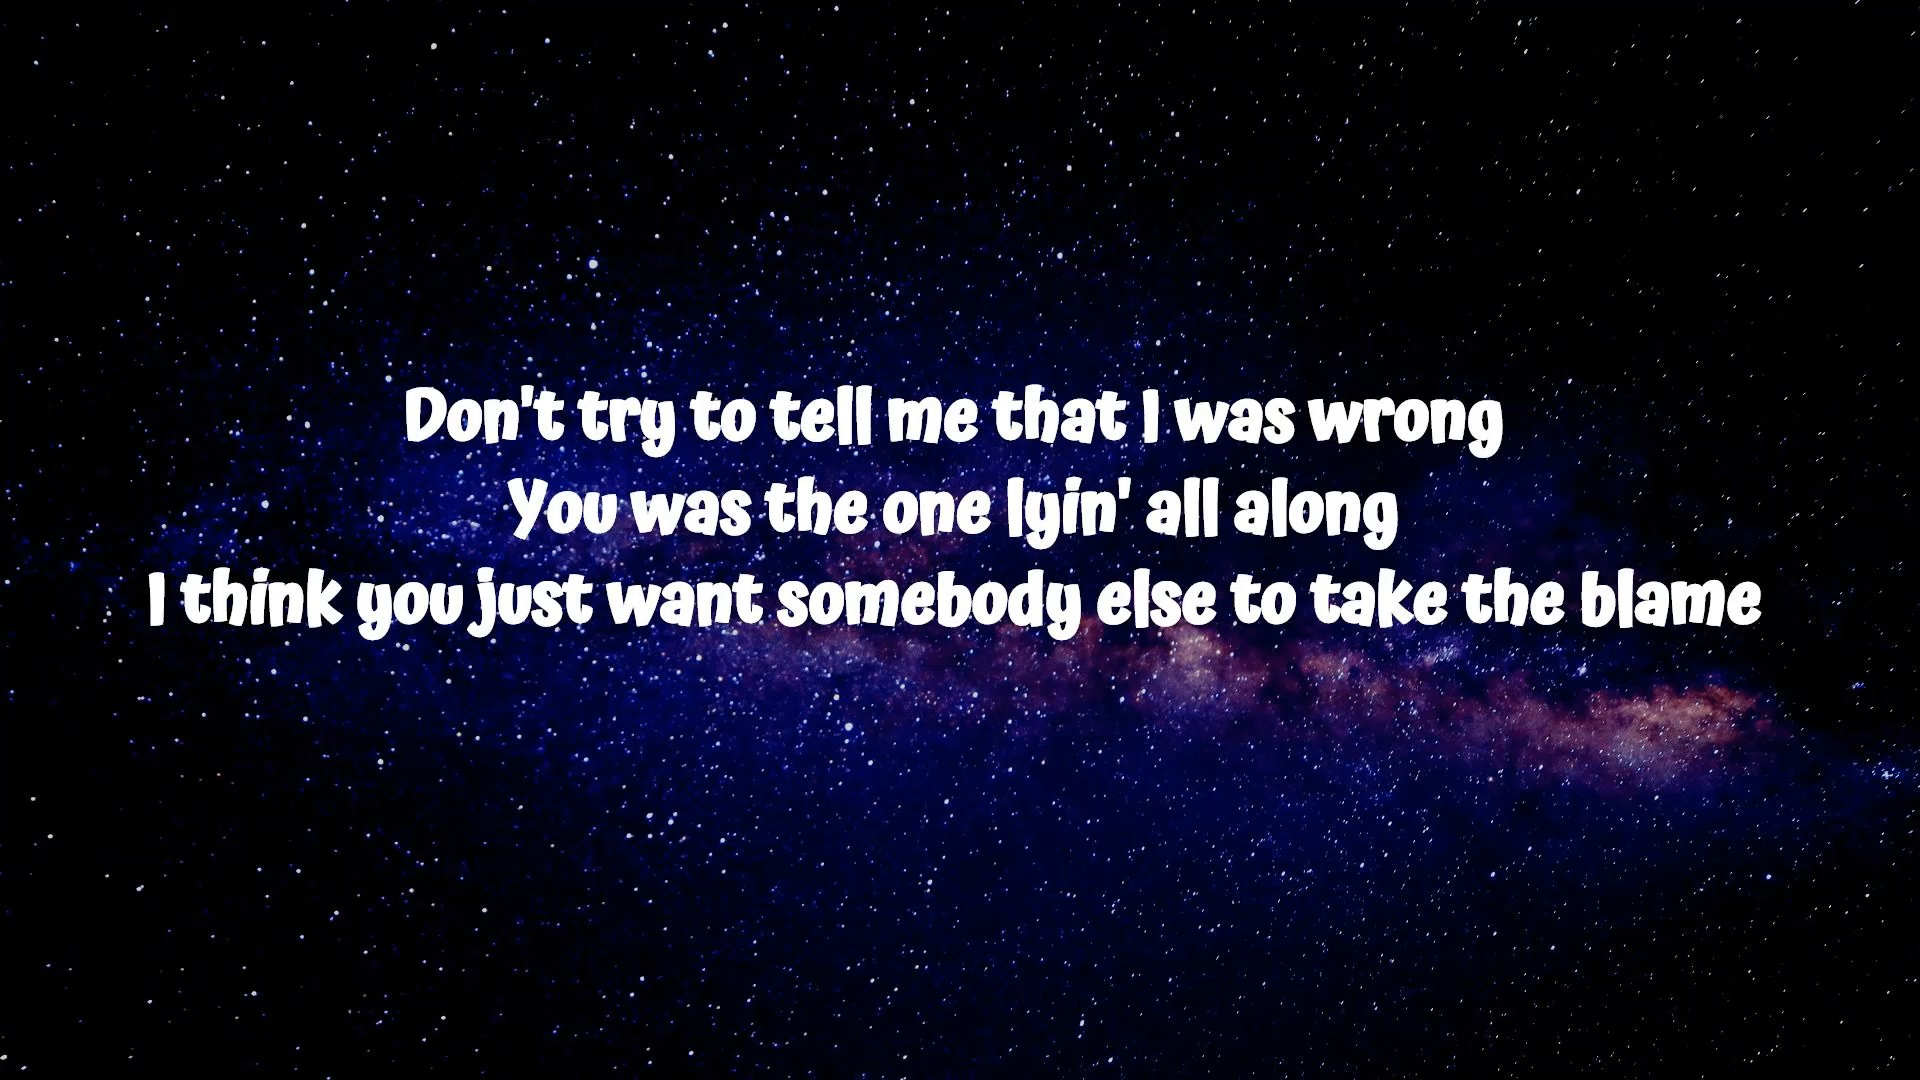 Don't try to tell me that I was wrong
You was the one lyin' all along
I think you just want somebody else to take the blame